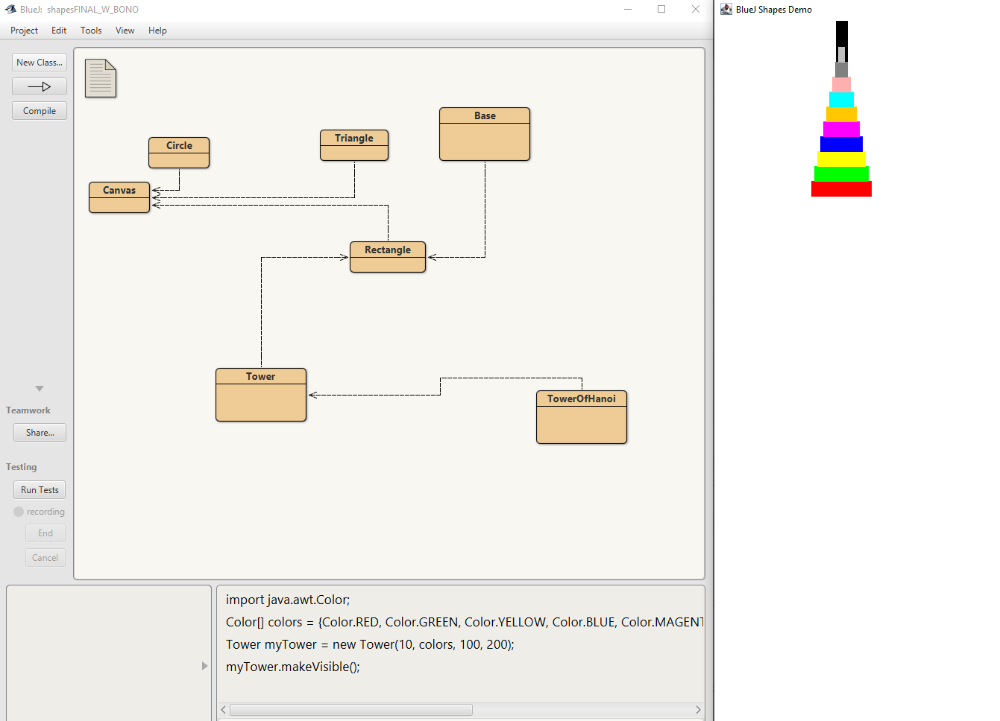 BlueJ: shapesFINAL_W_BONO
Project Edit Tools View Help
New Class...
Compile
Circle
Triangle
Base
Canvas
Rectangle
Tower
TowerOfHanoi
Teamwork
Share...
Testing
Run Tests
recording
End
Cancel
import java.awt.Color;
Color[] colors = {Color.RED, Color.GREEN, Color.YELLOW, Color.BLUE, Color.MAGENT
Tower myTower = new Tower(10, colors, 100, 200);
myTower.makeVisible();
BlueJ Shapes Demo